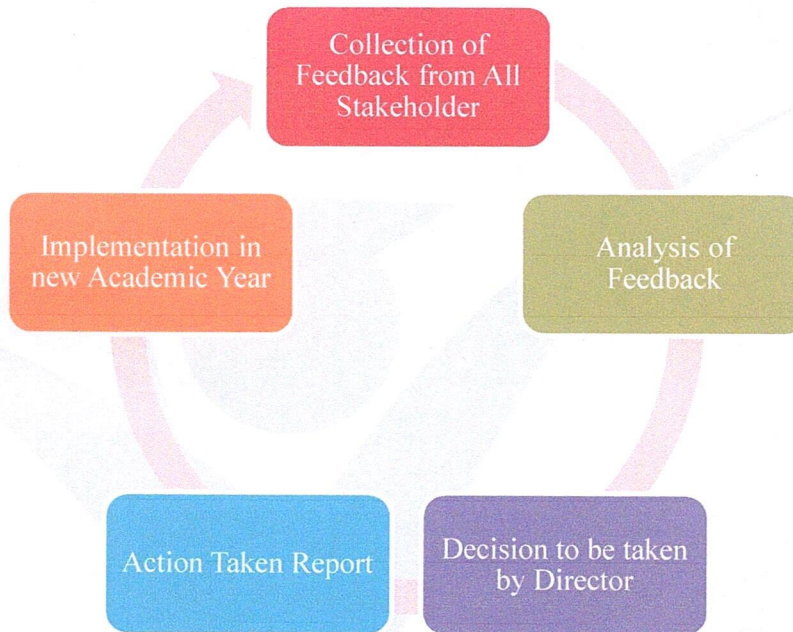 Collection of
Feedback from All
Stakeholder
Analysis of
Feedback
Decision to be taken
by Director
Action Taken Report
Implementation in
new Academic Year